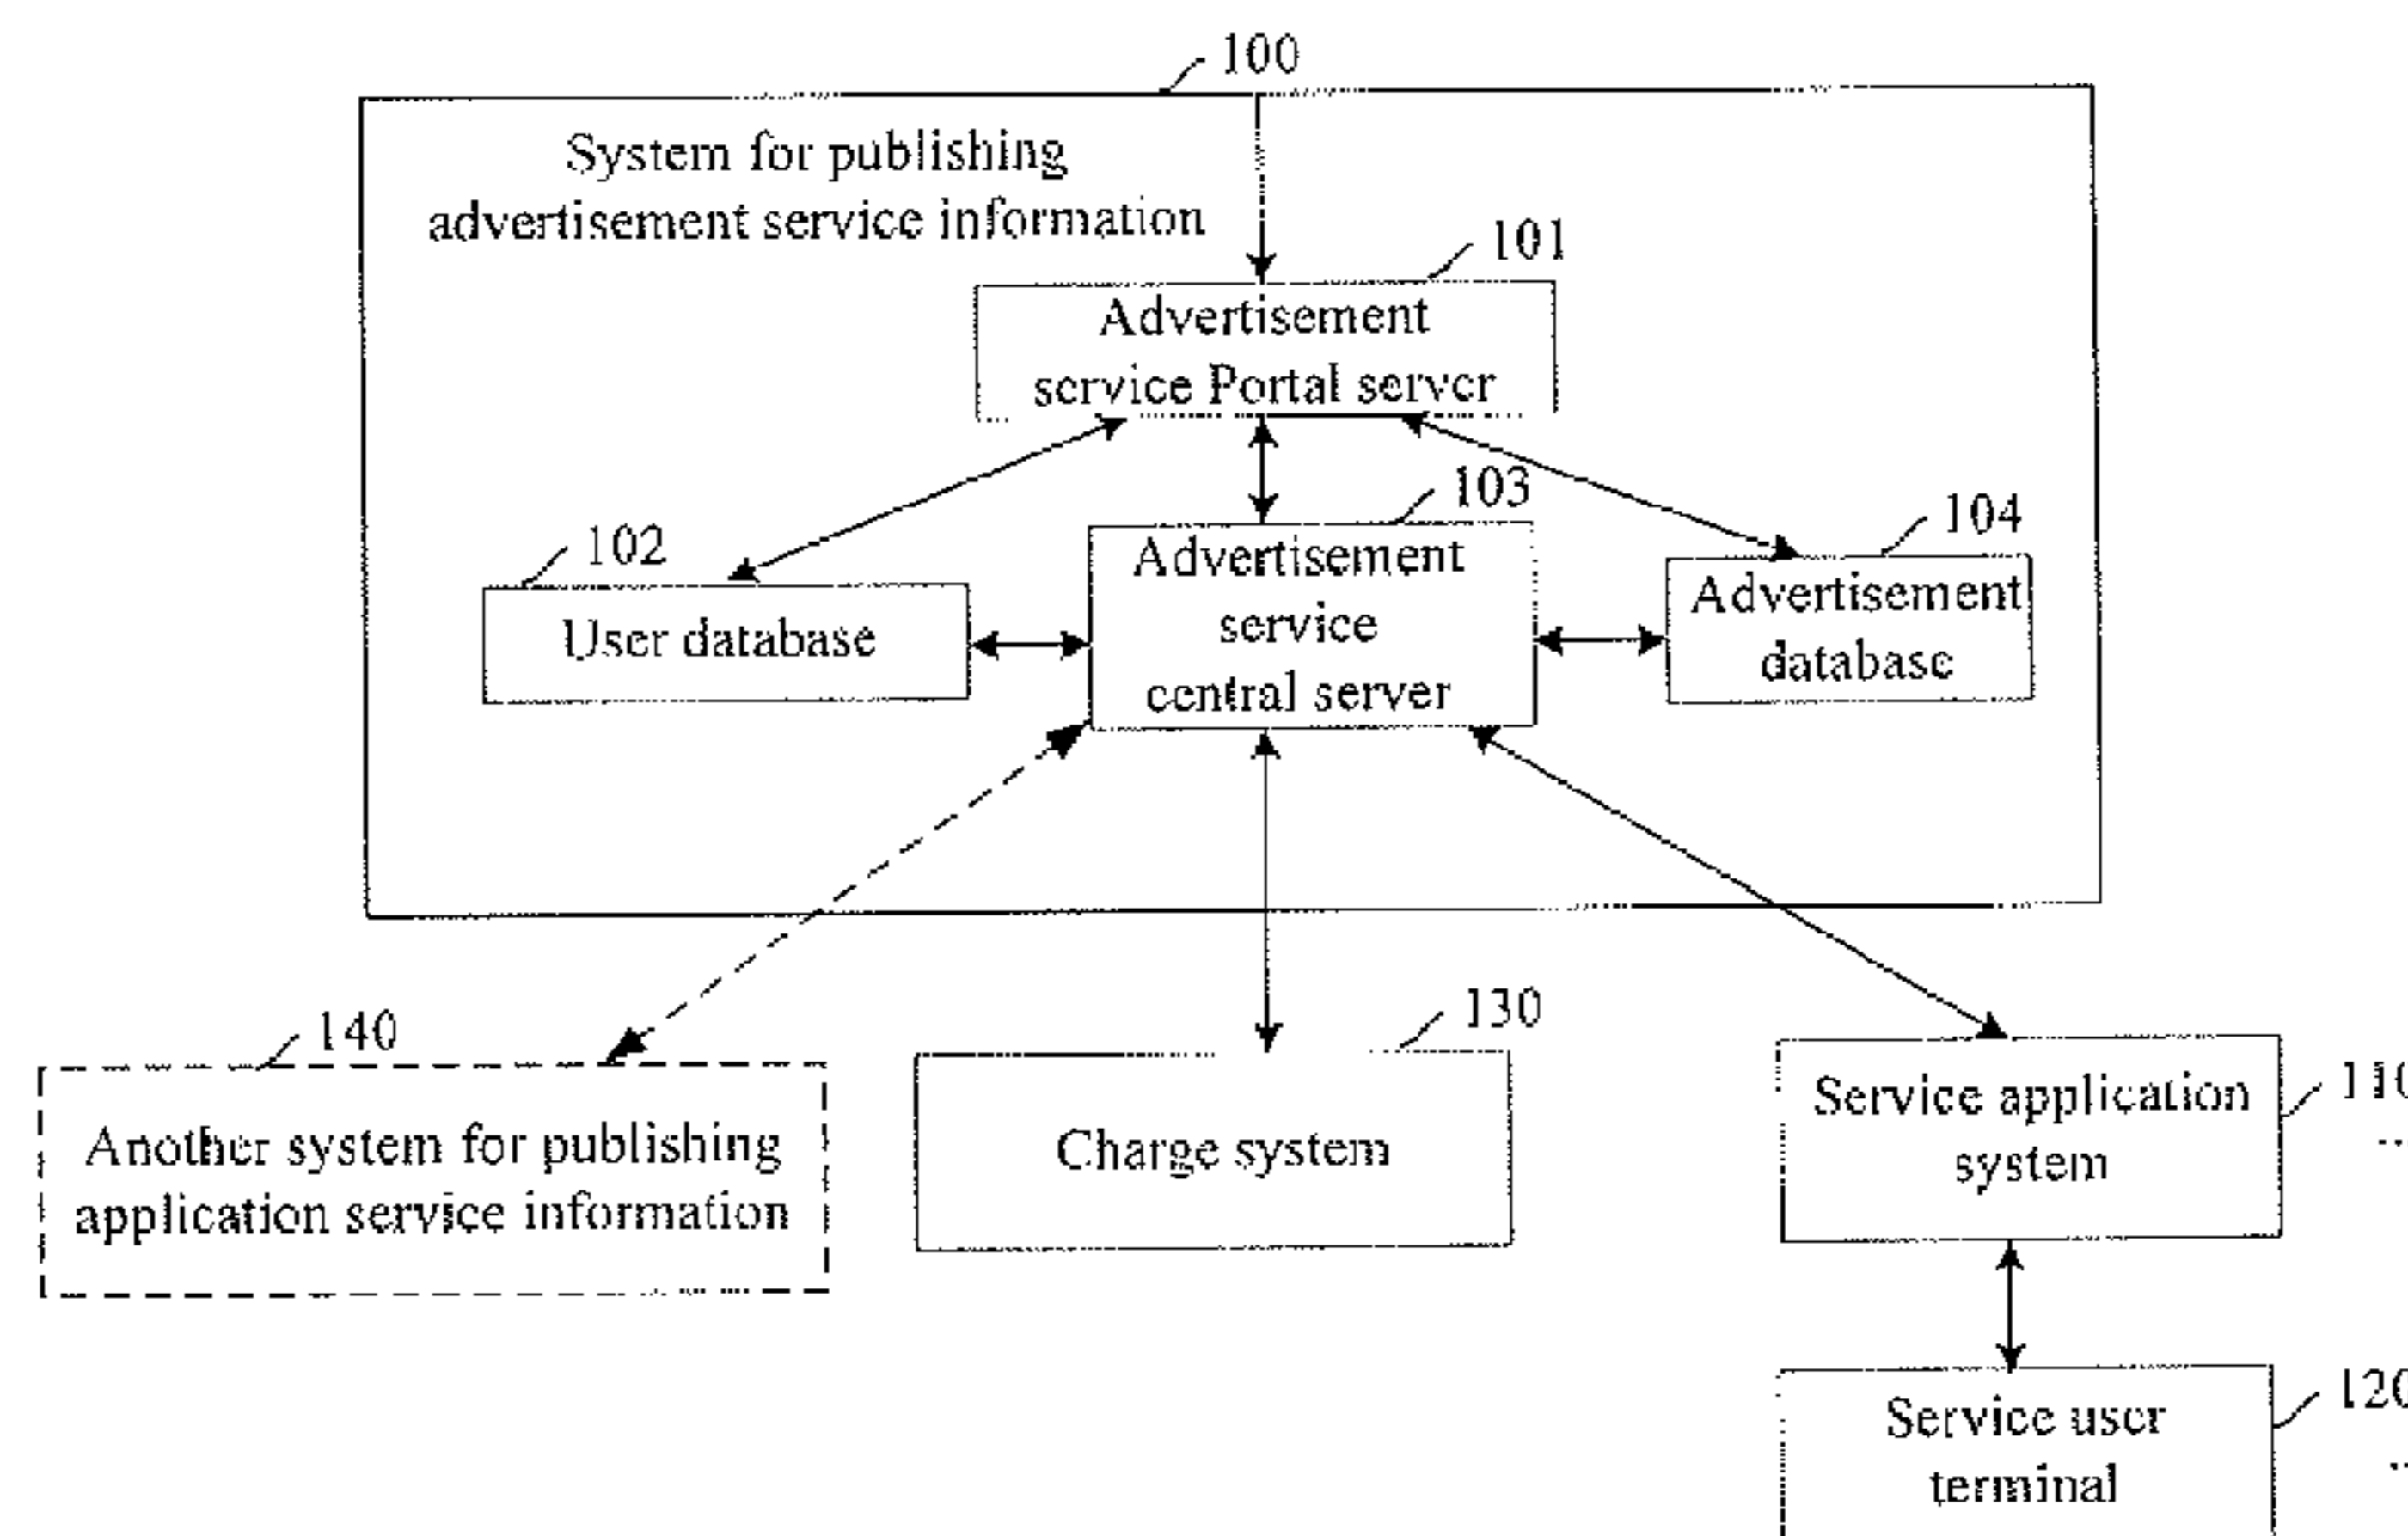 100
System for publishing
advertisement service information
101
Advertisement
service Portal server
103
104
102
Advertisement
service
central server
User database
Advertisement
database
140
130
110
Another system for publishing
application service information
Charge system
Service application
system
120
Service user
terminal